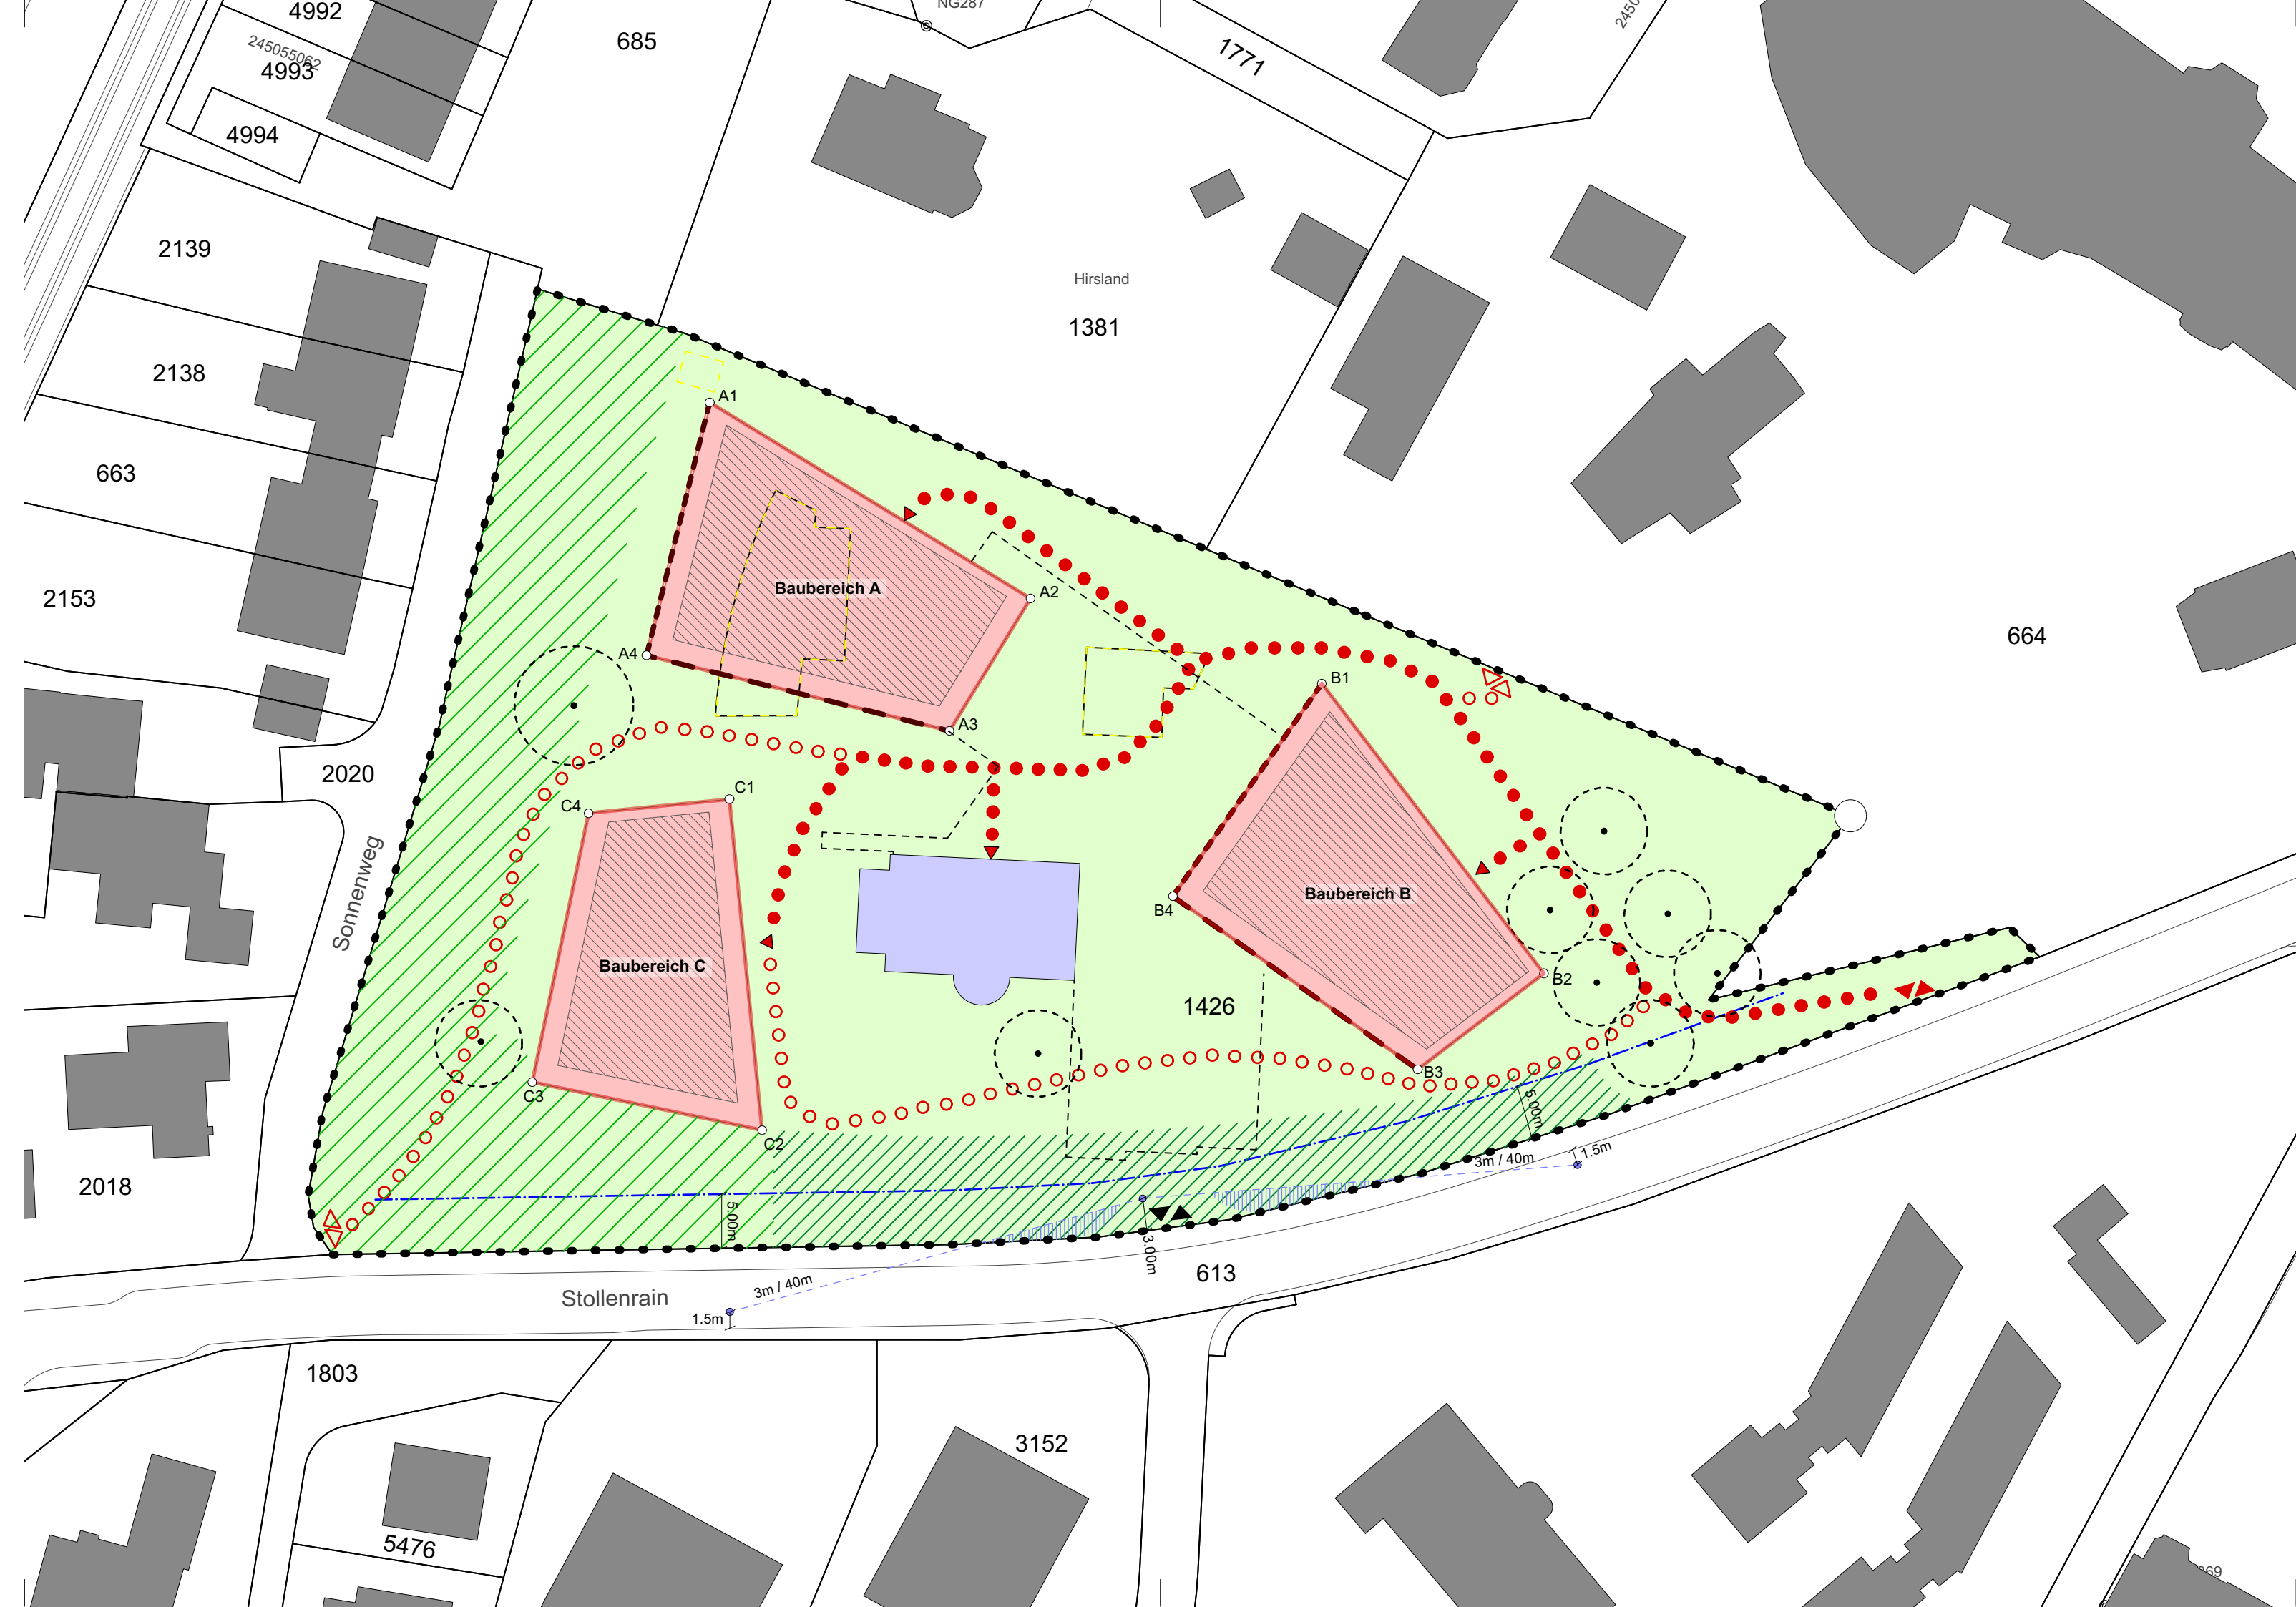 4992
245055062
4993
4994
685
NG287
1771
2139
2138
663
2153
Hirsland
1381
664
A1
A2
A3
A4
Baubereich A
B1
B2
B3
B4
Baubereich B
C1
C2
C3
C4
Baubereich C
2020
Sonnenweg
2018
1426
5.00m
5.00m
3m / 40m
1.5m
3.00m
613
Stollenrain
3m / 40m
1.5m
1803
3152
5476